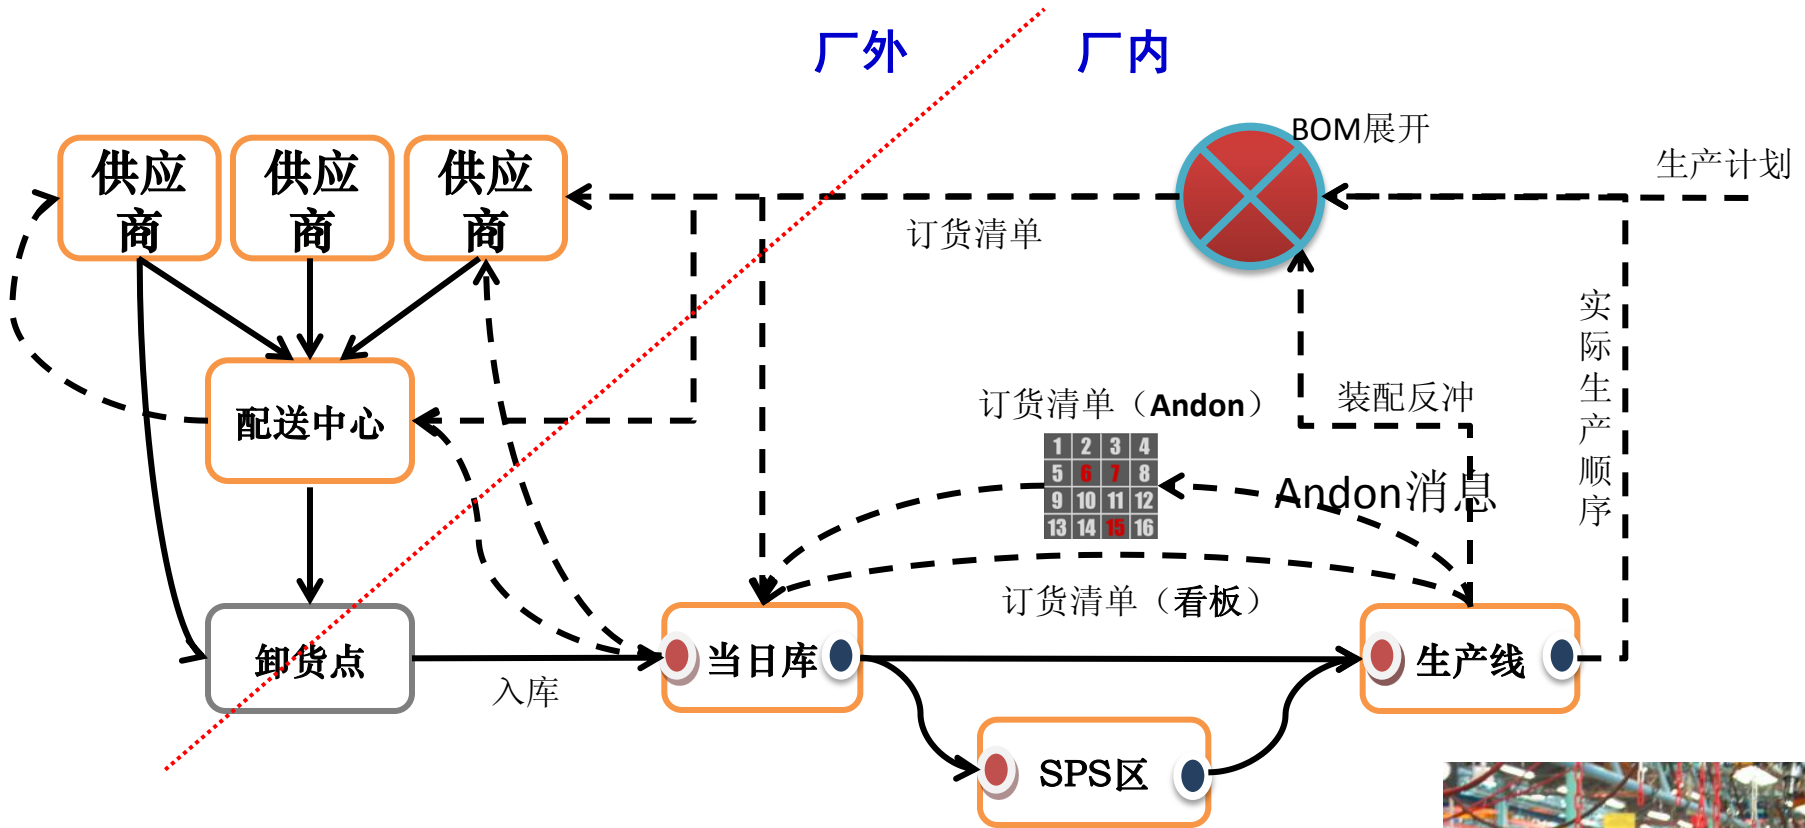 厂外
厂内
BOM展开
生产计划
供应
商
供应
商
供应
商
订货清单
实
际
生
产
顺
序
配送中心
订货清单（Andon）
装配反冲
1 2 3 4
5 6 7 8
9 10 11 12
13 14 15 16
Andon消息
订货清单（看板）
卸货点
入库
当日库
生产线
SPS区